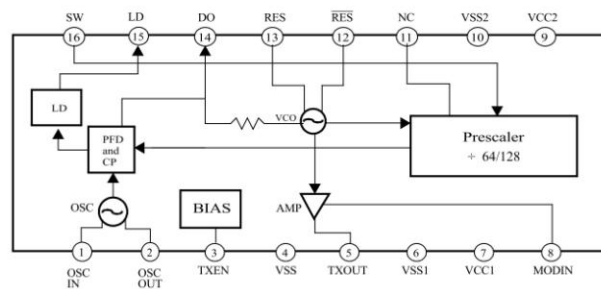 SW LD DO RES RES NC VSS2 VCC2
16 15 14 13 12 11 10 9
LD
VCO
PFD
and
CP
Prescaler
÷ 64/128
OSC
BIAS
AMP
1 2 3 4 5 6 7 8
OSC IN
OSC OUT
TXEN VSS TXOUT VSS1 VCC1 MODIN